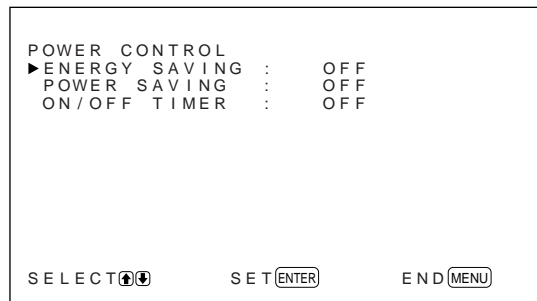 POWER CONTROL
▶ENERGY SAVING : OFF
POWER SAVING : OFF
ON/OFF TIMER : OFF
SELECT⬆⬇ SET ENTER END MENU